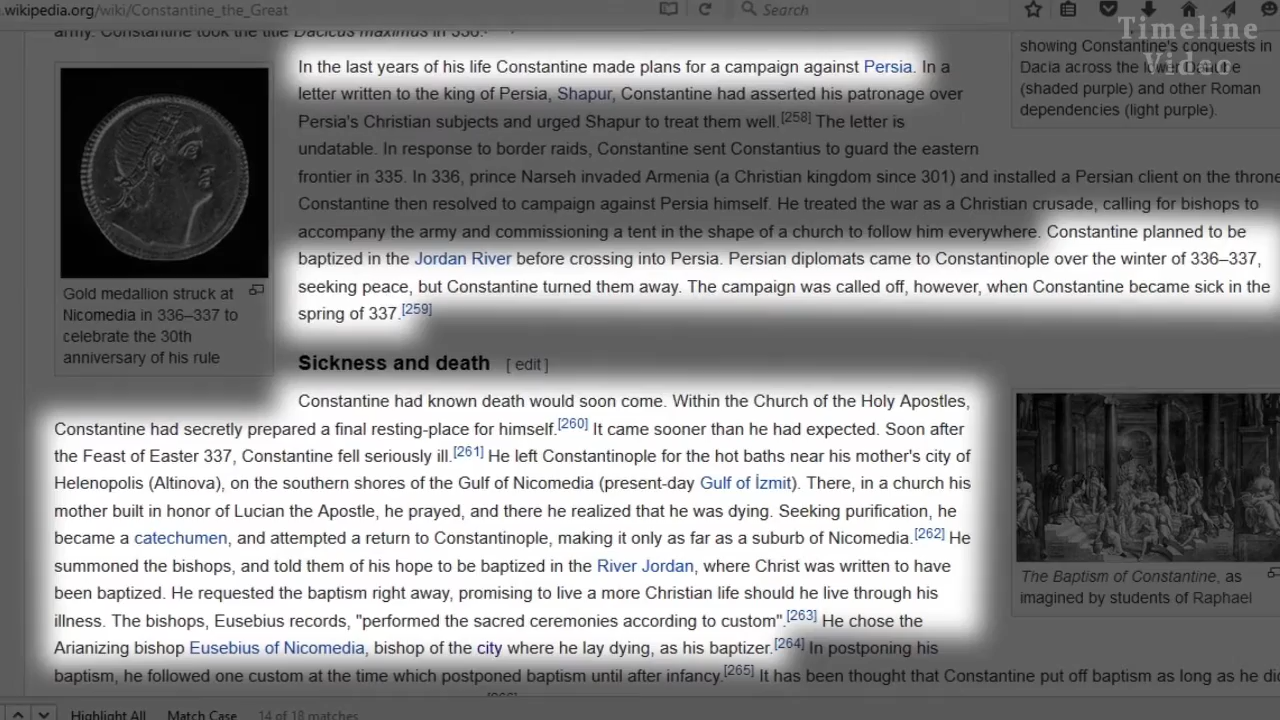 .wikipedia.org/wiki/Constantine_the_Great
Search
Timeline
Video
army. Constantine took the title Dacicus maximus in 336.
showing Constantine's conquests in
Dacia across the lower Danube
(shaded purple) and other Roman
dependencies (light purple).
In the last years of his life Constantine made plans for a campaign against Persia. In a
letter written to the king of Persia, Shapur, Constantine had asserted his patronage over
Persia's Christian subjects and urged Shapur to treat them well.[258] The letter is
undatable. In response to border raids, Constantine sent Constantius to guard the eastern
frontier in 335. In 336, prince Narseh invaded Armenia (a Christian kingdom since 301) and installed a Persian client on the throne
Constantine then resolved to campaign against Persia himself. He treated the war as a Christian crusade, calling for bishops to
accompany the army and commissioning a tent in the shape of a church to follow him everywhere. Constantine planned to be
baptized in the Jordan River before crossing into Persia. Persian diplomats came to Constantinople over the winter of 336–337,
seeking peace, but Constantine turned them away. The campaign was called off, however, when Constantine became sick in the
spring of 337.[259]
Gold medallion struck at
Nicomedia in 336–337 to
celebrate the 30th
anniversary of his rule
Sickness and death [ edit ]
Constantine had known death would soon come. Within the Church of the Holy Apostles,
Constantine had secretly prepared a final resting-place for himself.[260] It came sooner than he had expected. Soon after
the Feast of Easter 337, Constantine fell seriously ill.[261] He left Constantinople for the hot baths near his mother's city of
Helenopolis (Altinova), on the southern shores of the Gulf of Nicomedia (present-day Gulf of İzmit). There, in a church his
mother built in honor of Lucian the Apostle, he prayed, and there he realized that he was dying. Seeking purification, he
became a catechumen, and attempted a return to Constantinople, making it only as far as a suburb of Nicomedia.[262] He
summoned the bishops, and told them of his hope to be baptized in the River Jordan, where Christ was written to have
been baptized. He requested the baptism right away, promising to live a more Christian life should he live through his
illness. The bishops, Eusebius records, "performed the sacred ceremonies according to custom".[263] He chose the
Arianizing bishop Eusebius of Nicomedia, bishop of the city where he lay dying, as his baptizer.[264] In postponing his
baptism, he followed one custom at the time which postponed baptism until after infancy.[265] It has been thought that Constantine put off baptism as long as he did
The Baptism of Constantine, as
imagined by students of Raphael
Highlight All Match Case 14 of 18 matches